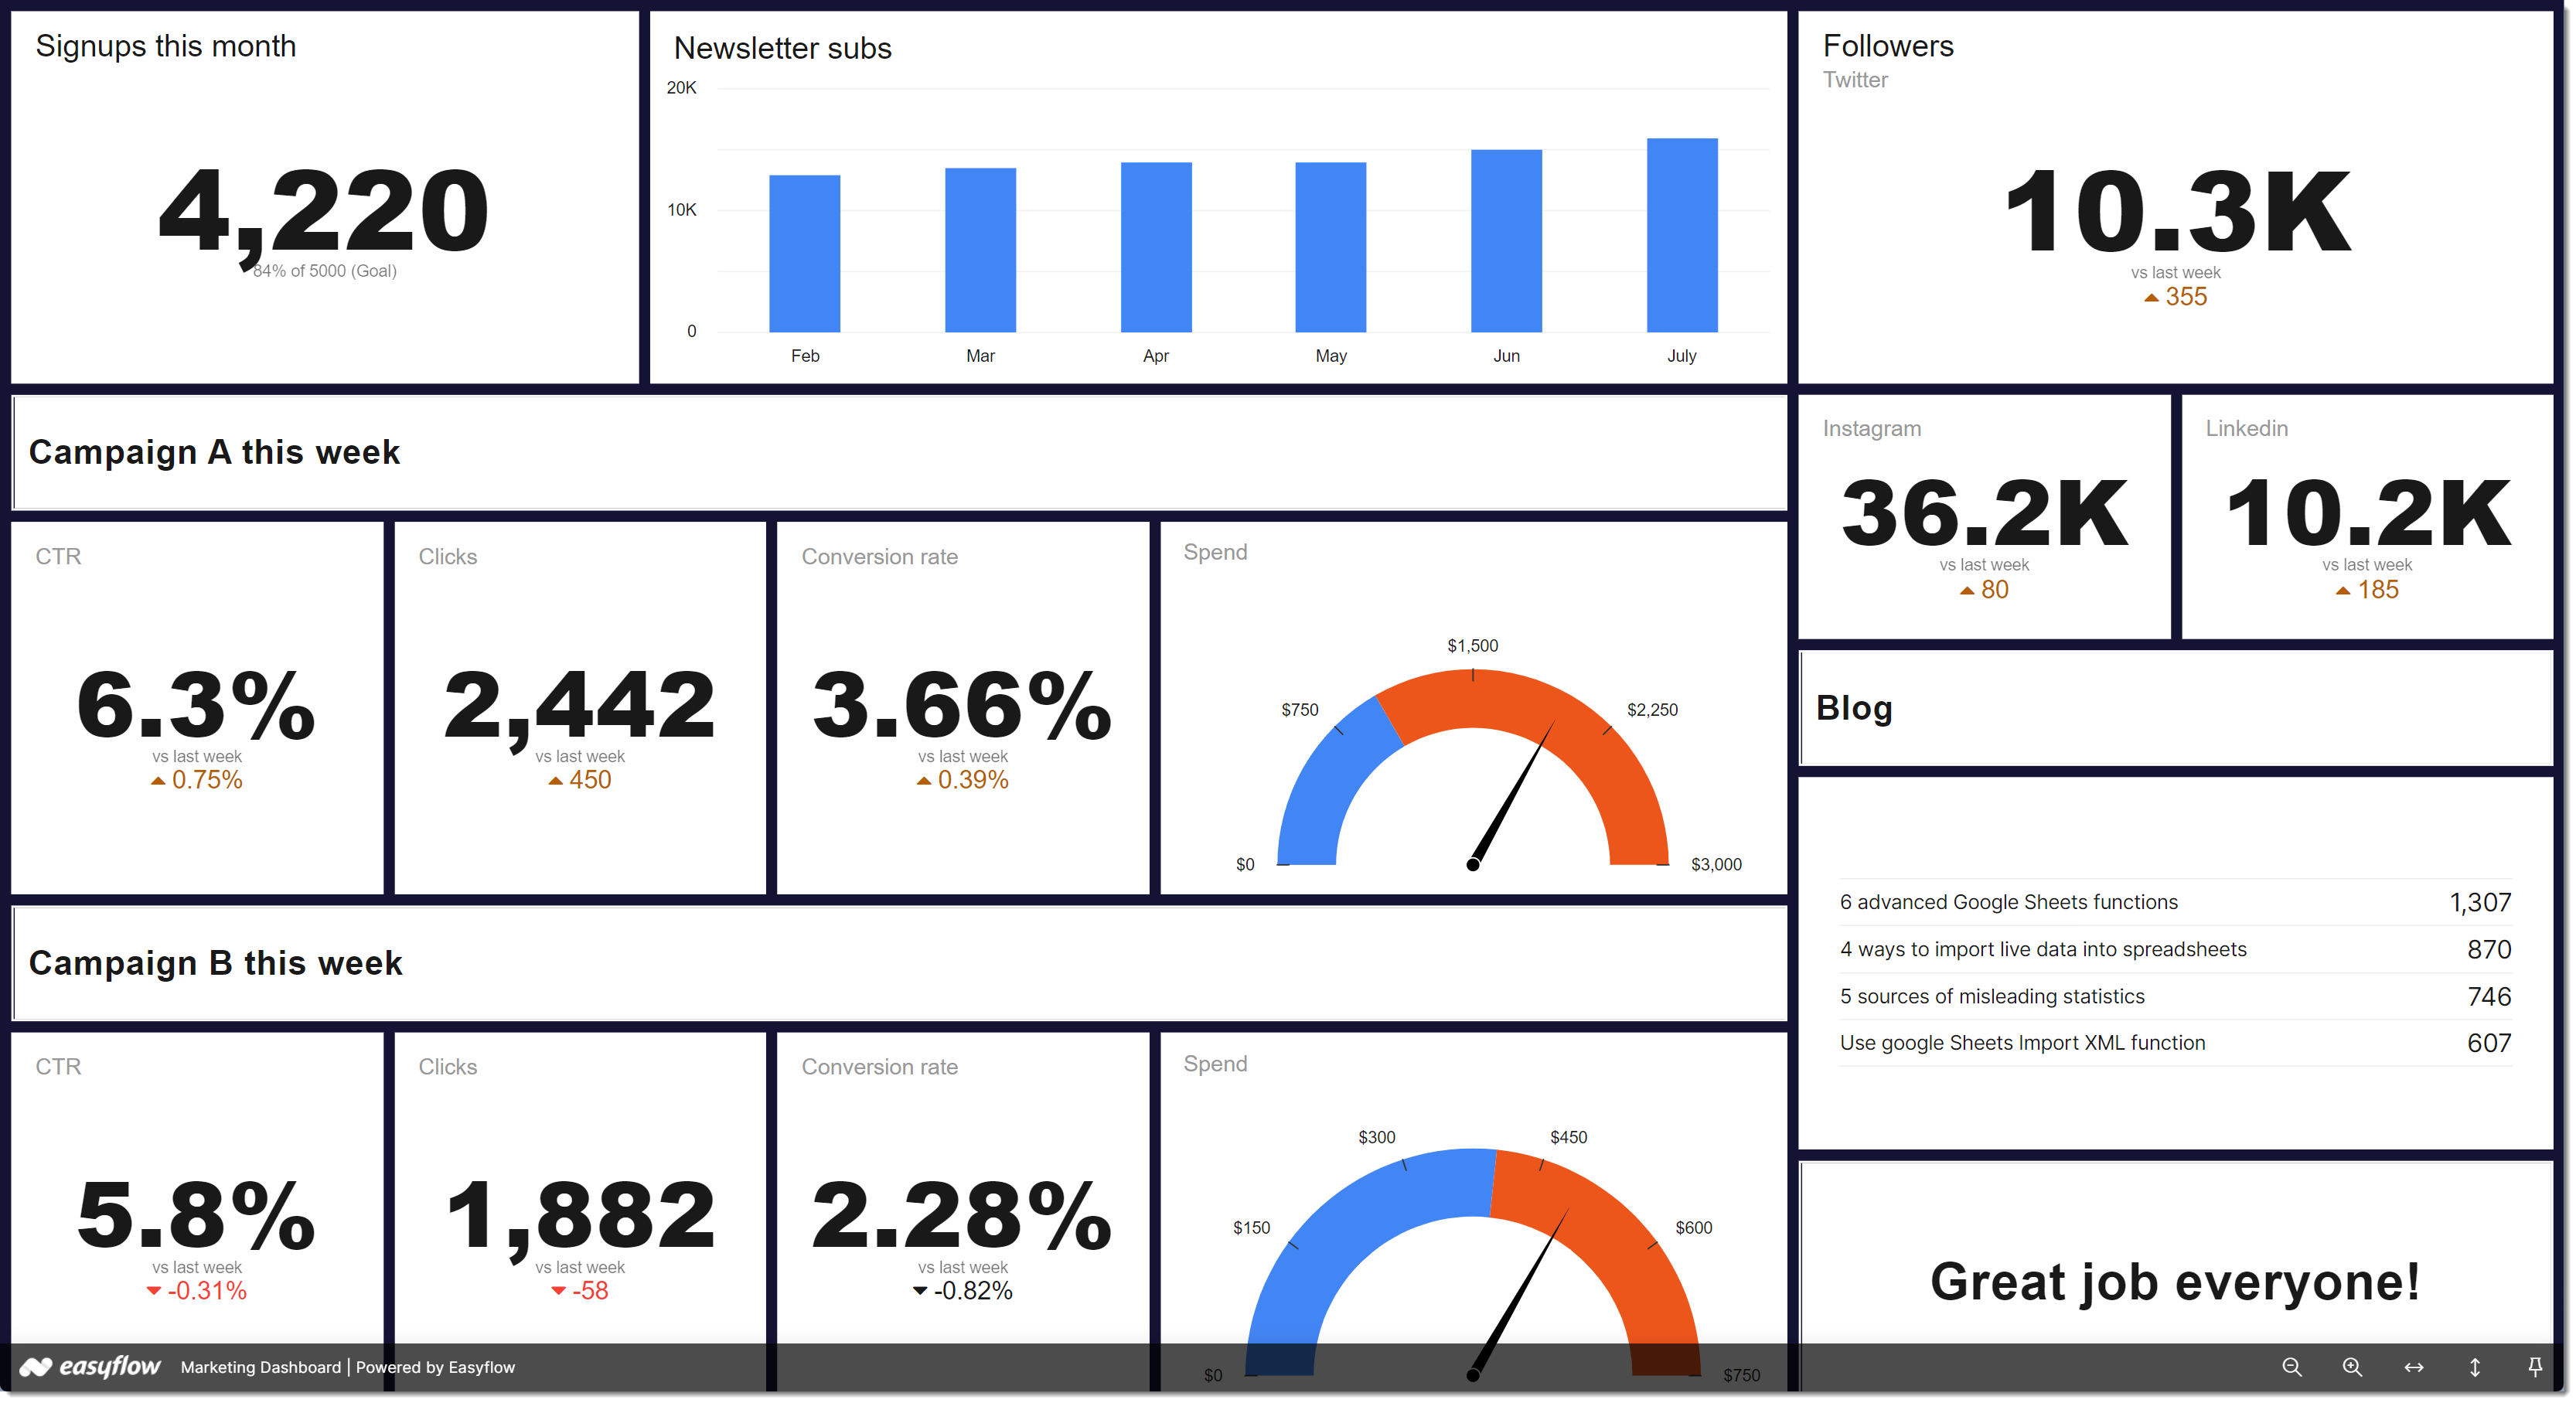 Signups this month
4,220
84% of 5000 (Goal)
Newsletter subs
20K
10K
0
Feb Mar Apr May Jun July
Followers
Twitter
10.3K
vs last week
355
Campaign A this week
Instagram
36.2K
vs last week
80
Linkedin
10.2K
vs last week
185
CTR
6.3%
vs last week
0.75%
Clicks
2,442
vs last week
450
Conversion rate
3.66%
vs last week
0.39%
Spend
$0
$750
$1,500
$2,250
$3,000
Blog
6 advanced Google Sheets functions 1,307
4 ways to import live data into spreadsheets 870
5 sources of misleading statistics 746
Use google Sheets Import XML function 607
Campaign B this week
CTR
5.8%
vs last week
-0.31%
Clicks
1,882
vs last week
-58
Conversion rate
2.28%
vs last week
-0.82%
Spend
$0
$150
$300
$450
$600
$750
Great job everyone!
easyflow Marketing Dashboard | Powered by Easyflow